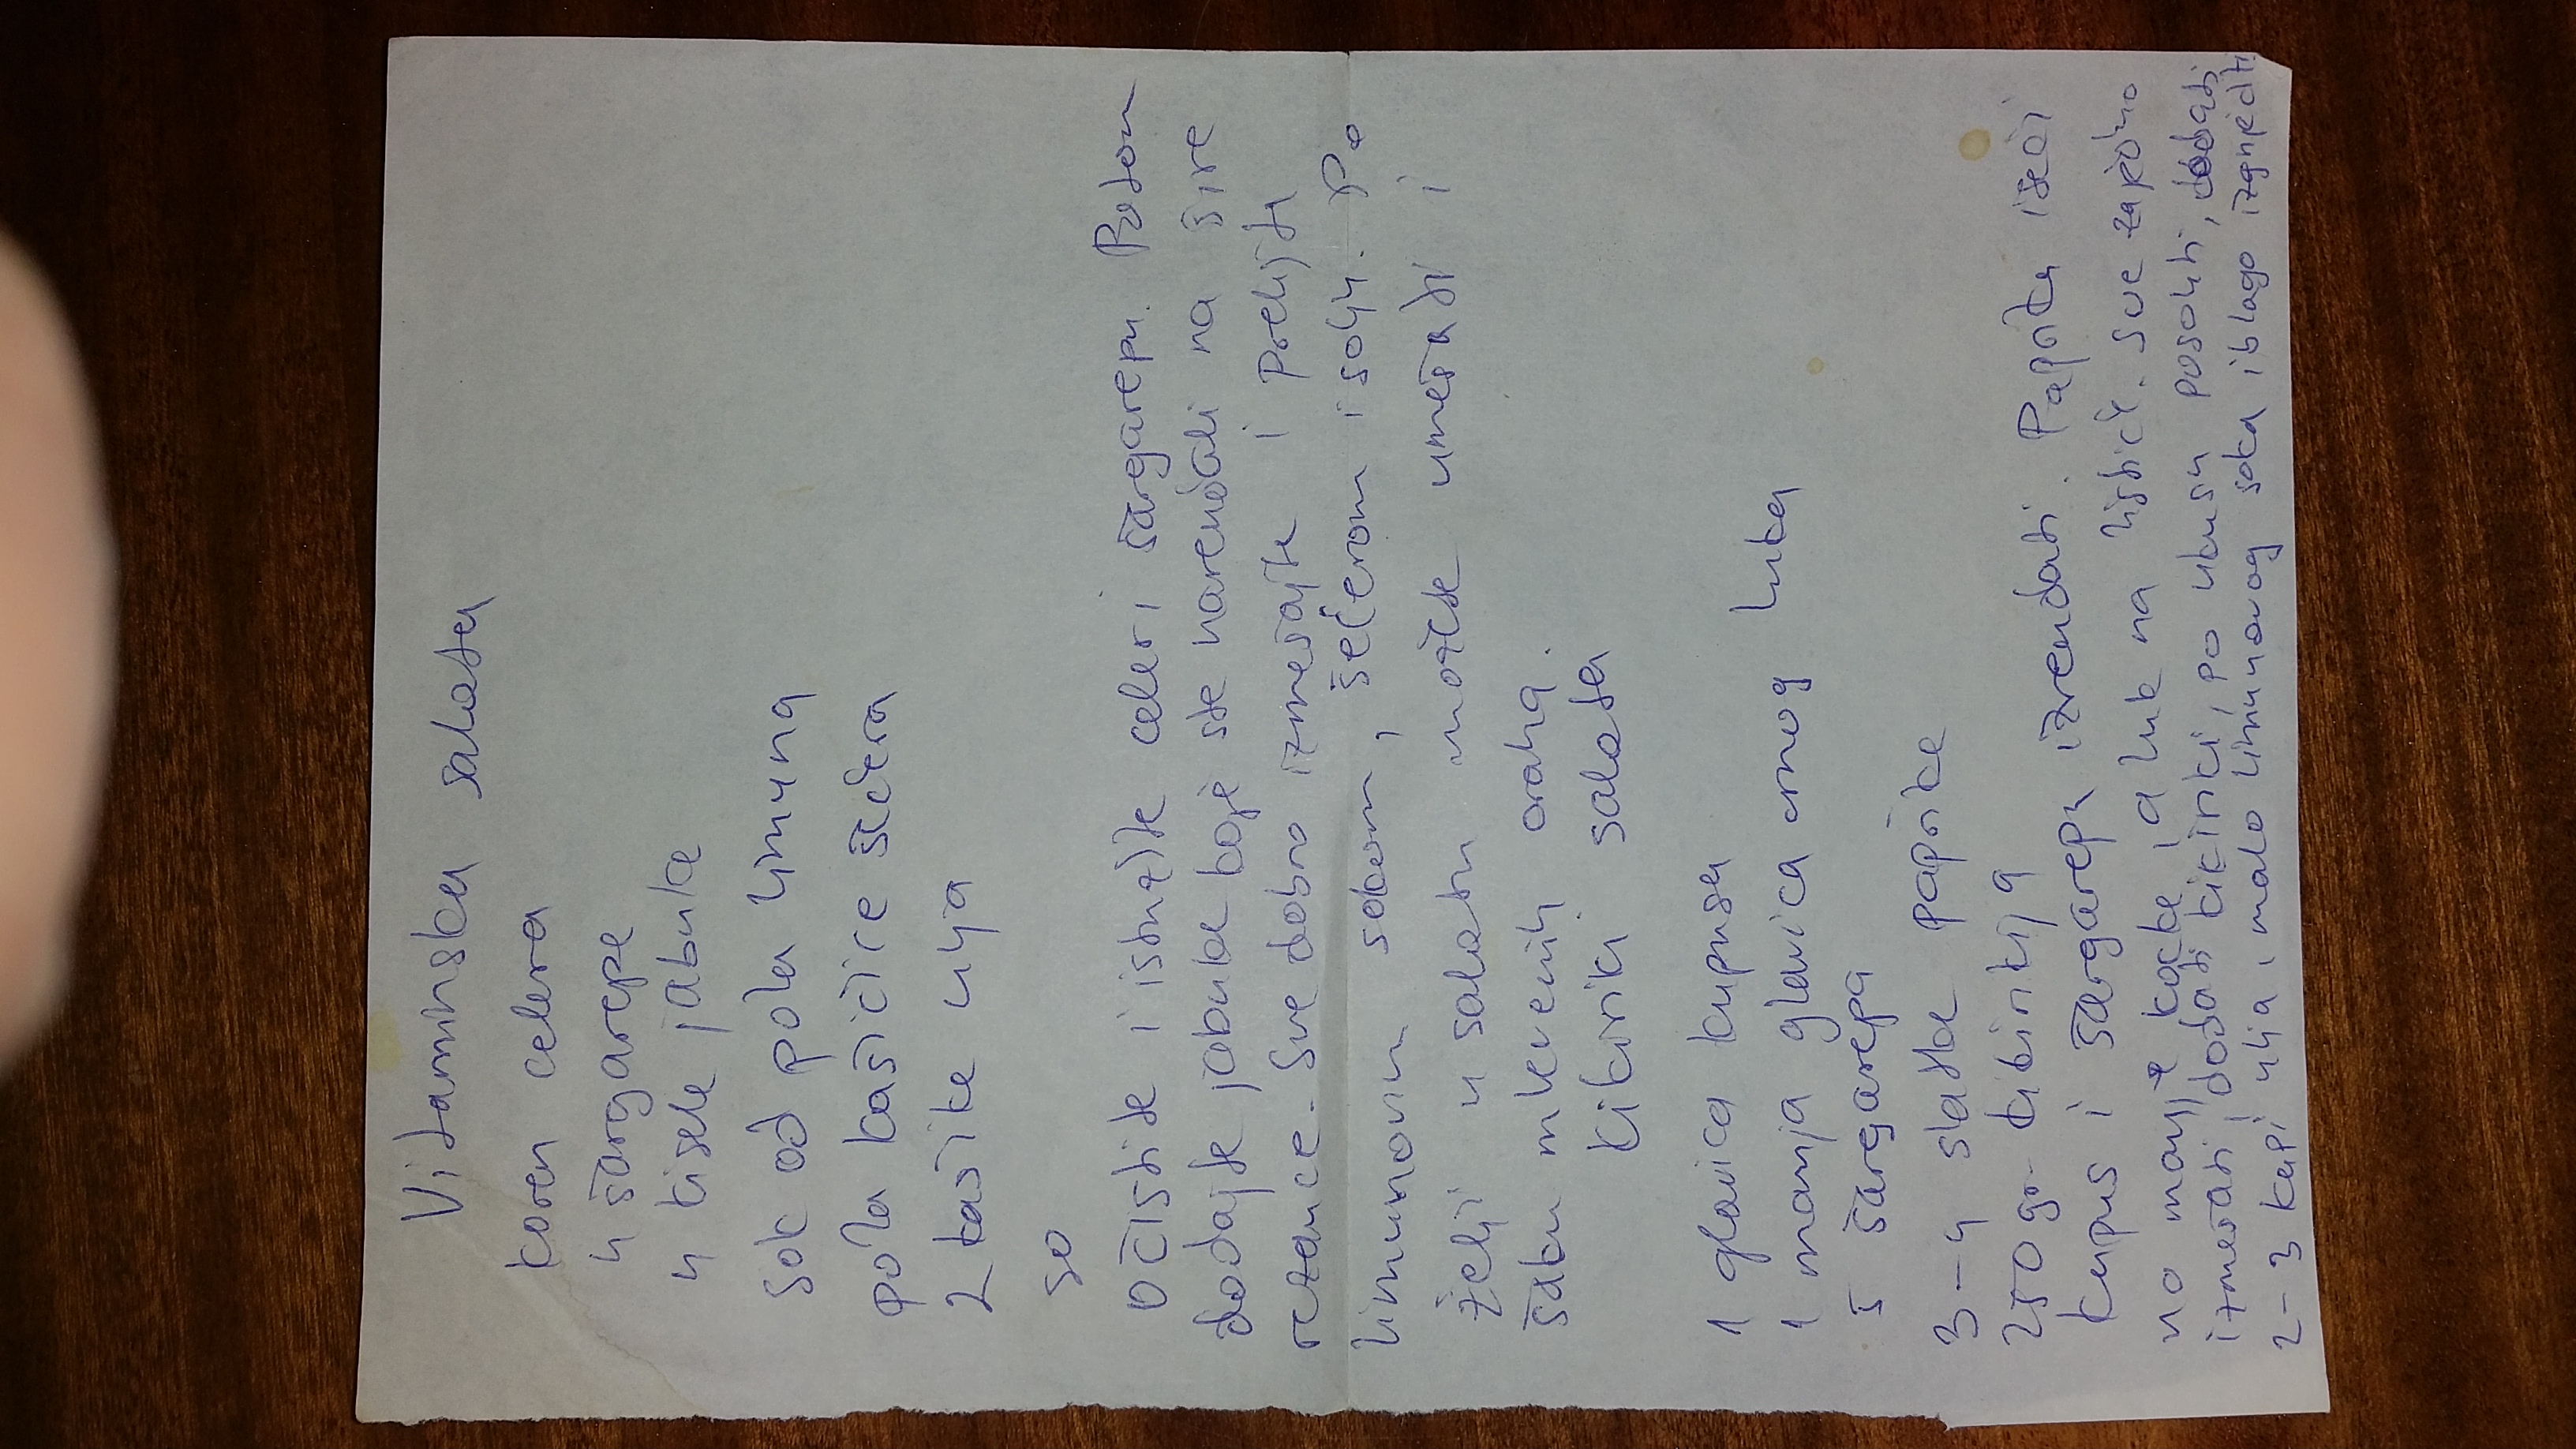 Vitaminska salata
koren celera
4 šargarepe
4 kisele jabuke
sok od pola limuna
pola kašičice šećera
2 kašike ulja
so
Očistite i istružite celer i šargarepu. Potom
dodajte jabuke koje ste narendali na šire
rezance. Sve dobro izmešajte i prelijte
limunovim sokom, šećerom i solju. Po
želji u salatu možete umešati i
šaku mlevenih oraha.
Kikiriki salata
1 glavica kupusa
1 manja glavica crnog luka
5 šargarepa
3-4 slatke paprike
250 gr. kikirikija
Kupus i šargarepu izrendati. Papriku iseći
na manje kocke, a luk na listiće. Sve zajedno
izmešati, dodati kikiriki, po ukusu posoliti, dodati
2-3 kapi ulja, malo limunovog soka i blago izgnječiti